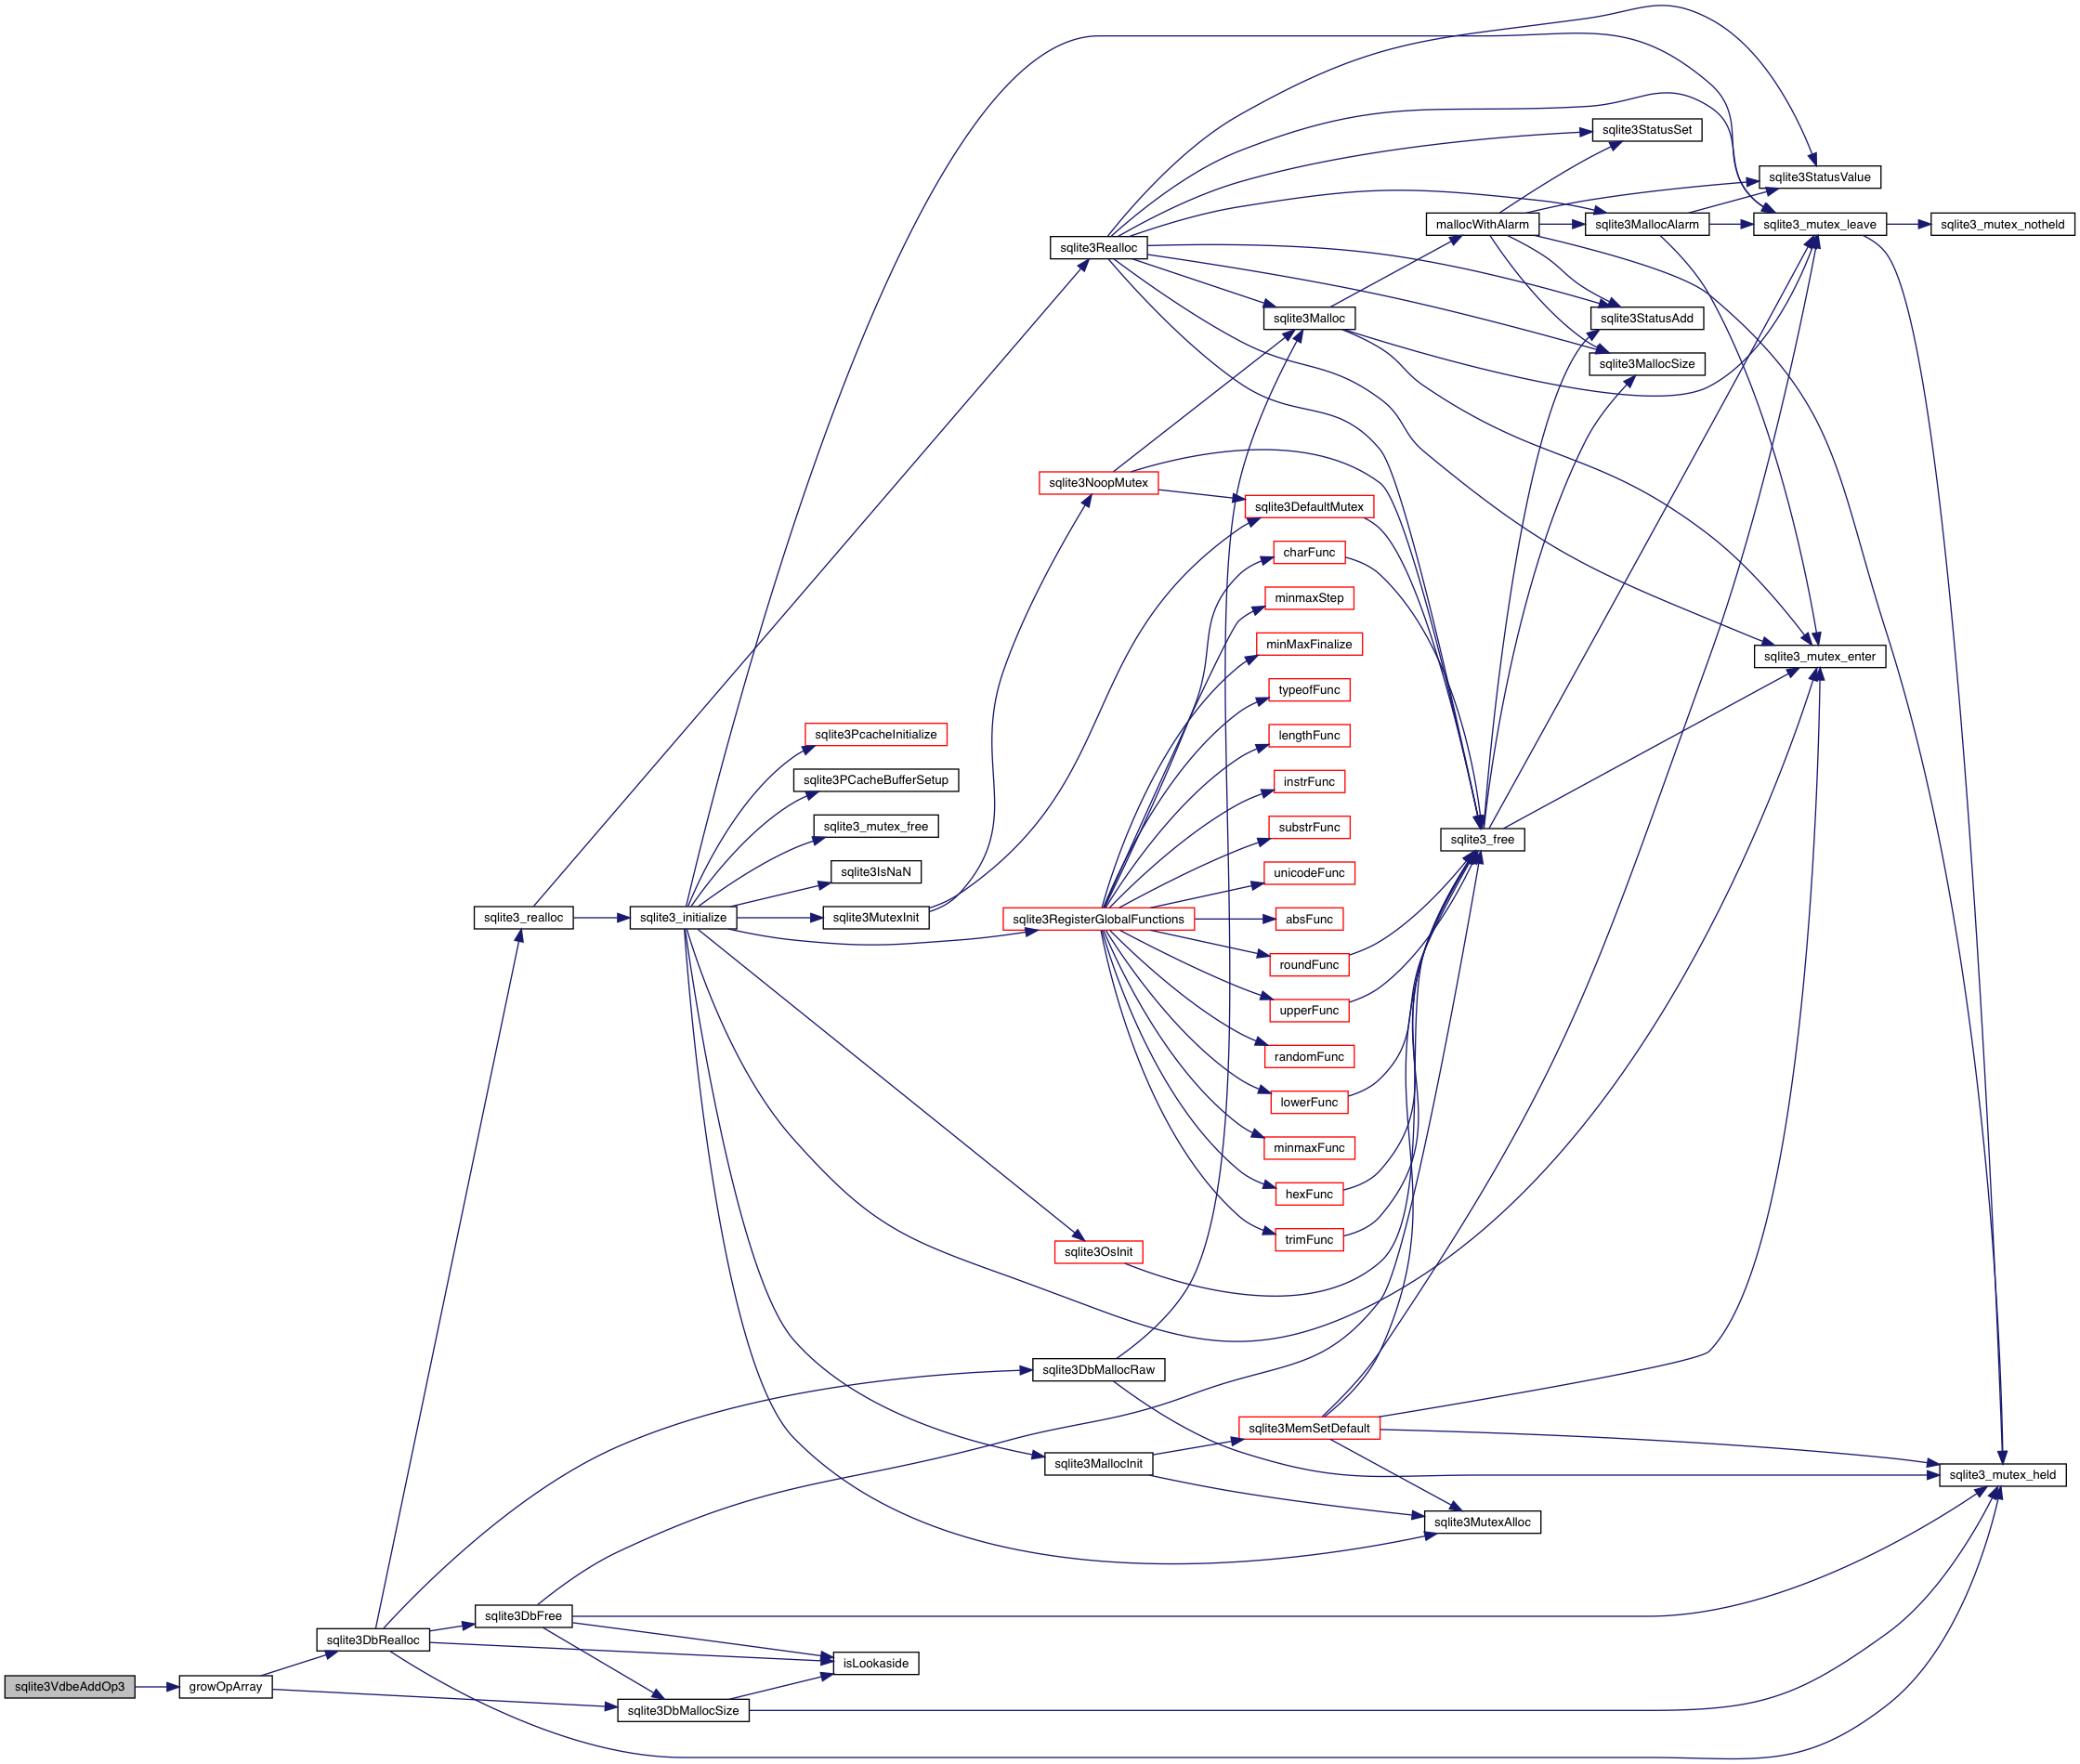 sqlite3StatusSet
sqlite3StatusValue
mallocWithAlarm
sqlite3MallocAlarm
sqlite3_mutex_leave
sqlite3_mutex_notheld
sqlite3Realloc
sqlite3Malloc
sqlite3StatusAdd
sqlite3MallocSize
sqlite3NoopMutex
sqlite3DefaultMutex
charFunc
minmaxStep
minMaxFinalize
sqlite3_mutex_enter
typeofFunc
sqlite3PcacheInitialize
lengthFunc
sqlite3PCacheBufferSetup
instrFunc
sqlite3_mutex_free
substrFunc
sqlite3_free
sqlite3IsNaN
unicodeFunc
sqlite3_realloc
sqlite3_initialize
sqlite3MutexInit
sqlite3RegisterGlobalFunctions
absFunc
roundFunc
upperFunc
randomFunc
lowerFunc
minmaxFunc
hexFunc
trimFunc
sqlite3OsInit
sqlite3DbMallocRaw
sqlite3MemSetDefault
sqlite3MallocInit
sqlite3_mutex_held
sqlite3MutexAlloc
sqlite3DbFree
sqlite3DbRealloc
isLookaside
sqlite3VdbeAddOp3
growOpArray
sqlite3DbMallocSize